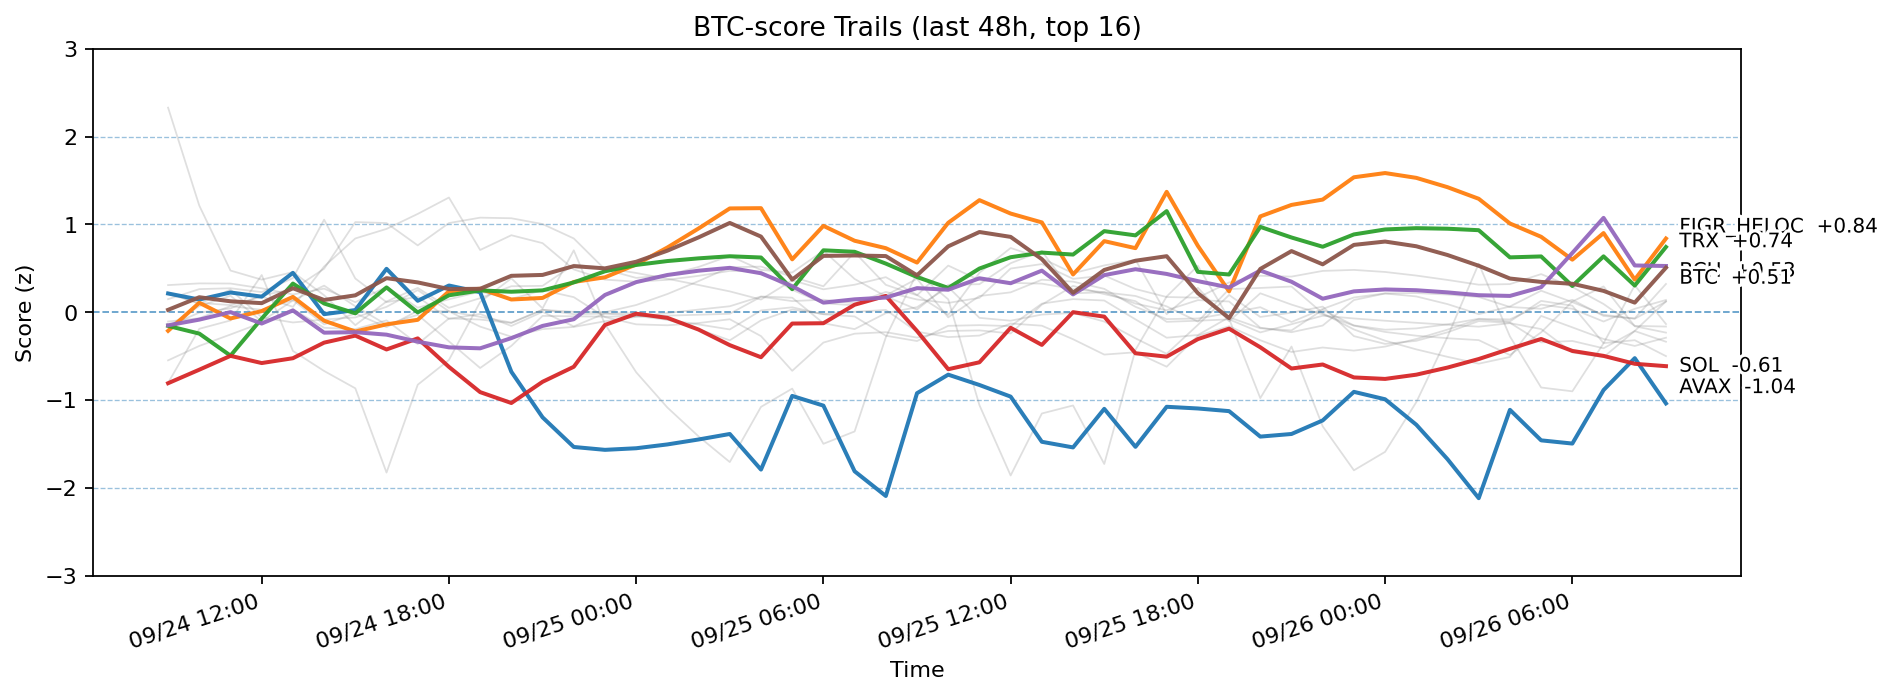 BTC-score Trails (last 48h, top 16)
Score (z)
3
2
1
0
−1
−2
−3
FIGR_HELOC +0.84
TRX +0.74
BTC +0.51
SOL -0.61
AVAX -1.04
09/24 12:00
09/24 18:00
09/25 00:00
09/25 06:00
09/25 12:00
09/25 18:00
09/26 00:00
09/26 06:00
Time